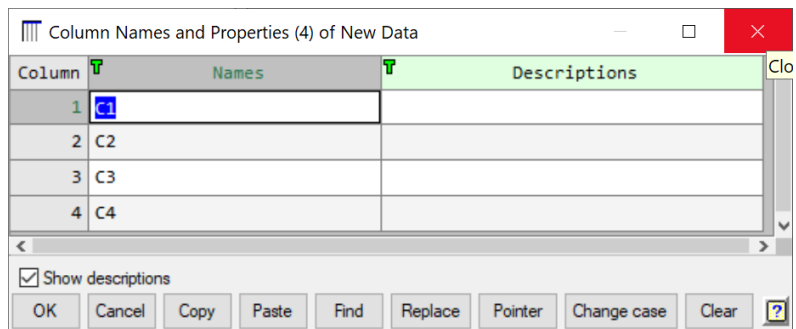 Column Names and Properties (4) of New Data
Clo
Column T Names T Descriptions
1 C1
2 C2
3 C3
4 C4
Show descriptions
OK Cancel Copy Paste Find Replace Pointer Change case Clear ?